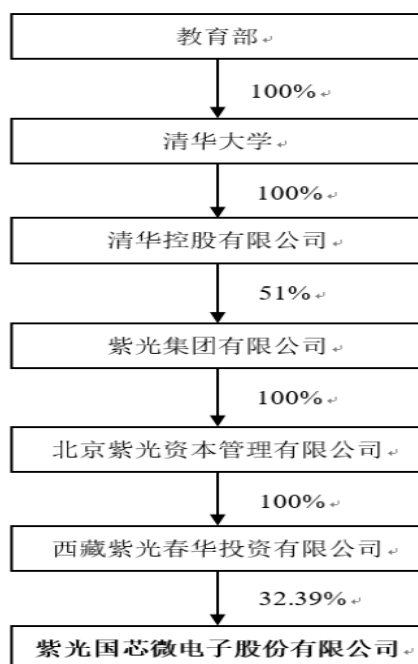 教育部
100%
清华大学
100%
清华控股有限公司
51%
紫光集团有限公司
100%
北京紫光资本管理有限公司
100%
西藏紫光春华投资有限公司
32.39%
紫光国芯微电子股份有限公司